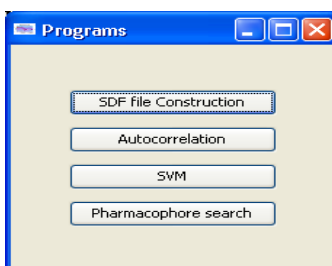 Programs
SDF file Construction
Autocorrelation
SVM
Pharmacophore search